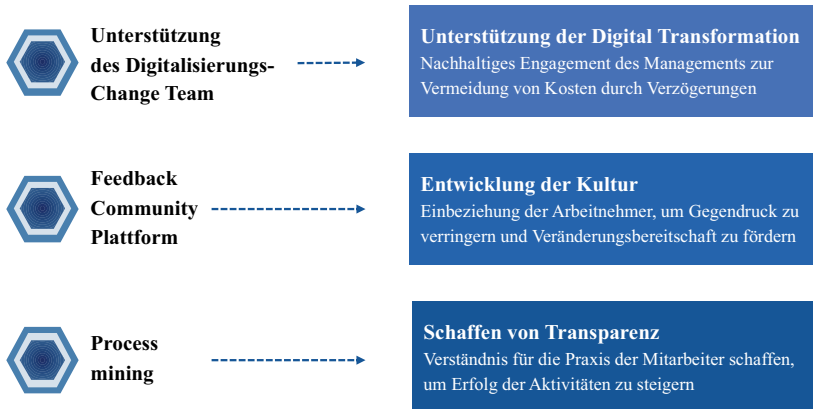 Unterstützung
des Digitalisierungs-
Change Team
Unterstützung der Digital Transformation
Nachhaltiges Engagement des Managements zur
Vermeidung von Kosten durch Verzögerungen
Feedback
Community
Plattform
Entwicklung der Kultur
Einbeziehung der Arbeitnehmer, um Gegendruck zu
verringern und Veränderungsbereitschaft zu fördern
Process
mining
Schaffen von Transparenz
Verständnis für die Praxis der Mitarbeiter schaffen,
um Erfolg der Aktivitäten zu steigern